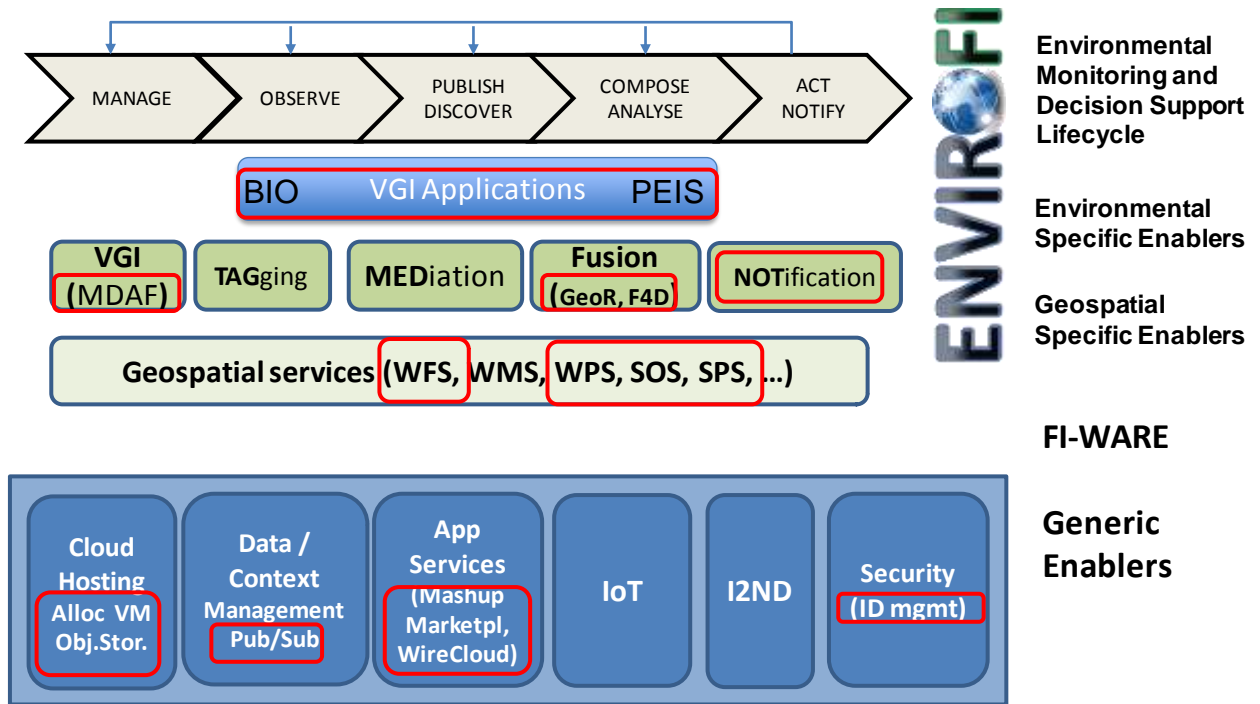 MANAGE
OBSERVE
PUBLISH
DISCOVER
COMPOSE
ANALYSE
ACT
NOTIFY
ENVIROFI
Environmental
Monitoring and
Decision Support
Lifecycle
BIO VGI Applications PEIS
VGI
(MDAF)
TAGging
MEDiation
Fusion
(GeoR, F4D)
NOTification
Environmental
Specific Enablers
Geospatial services (WFS, WMS, WPS, SOS, SPS, ...)
Geospatial
Specific Enablers
FI-WARE
Generic
Enablers
Cloud
Hosting
Alloc VM
Obj.Stor.
Data /
Context
Management
Pub/Sub
App
Services
(Mashup
Marketpl,
WireCloud)
IoT
I2ND
Security
(ID mgmt)